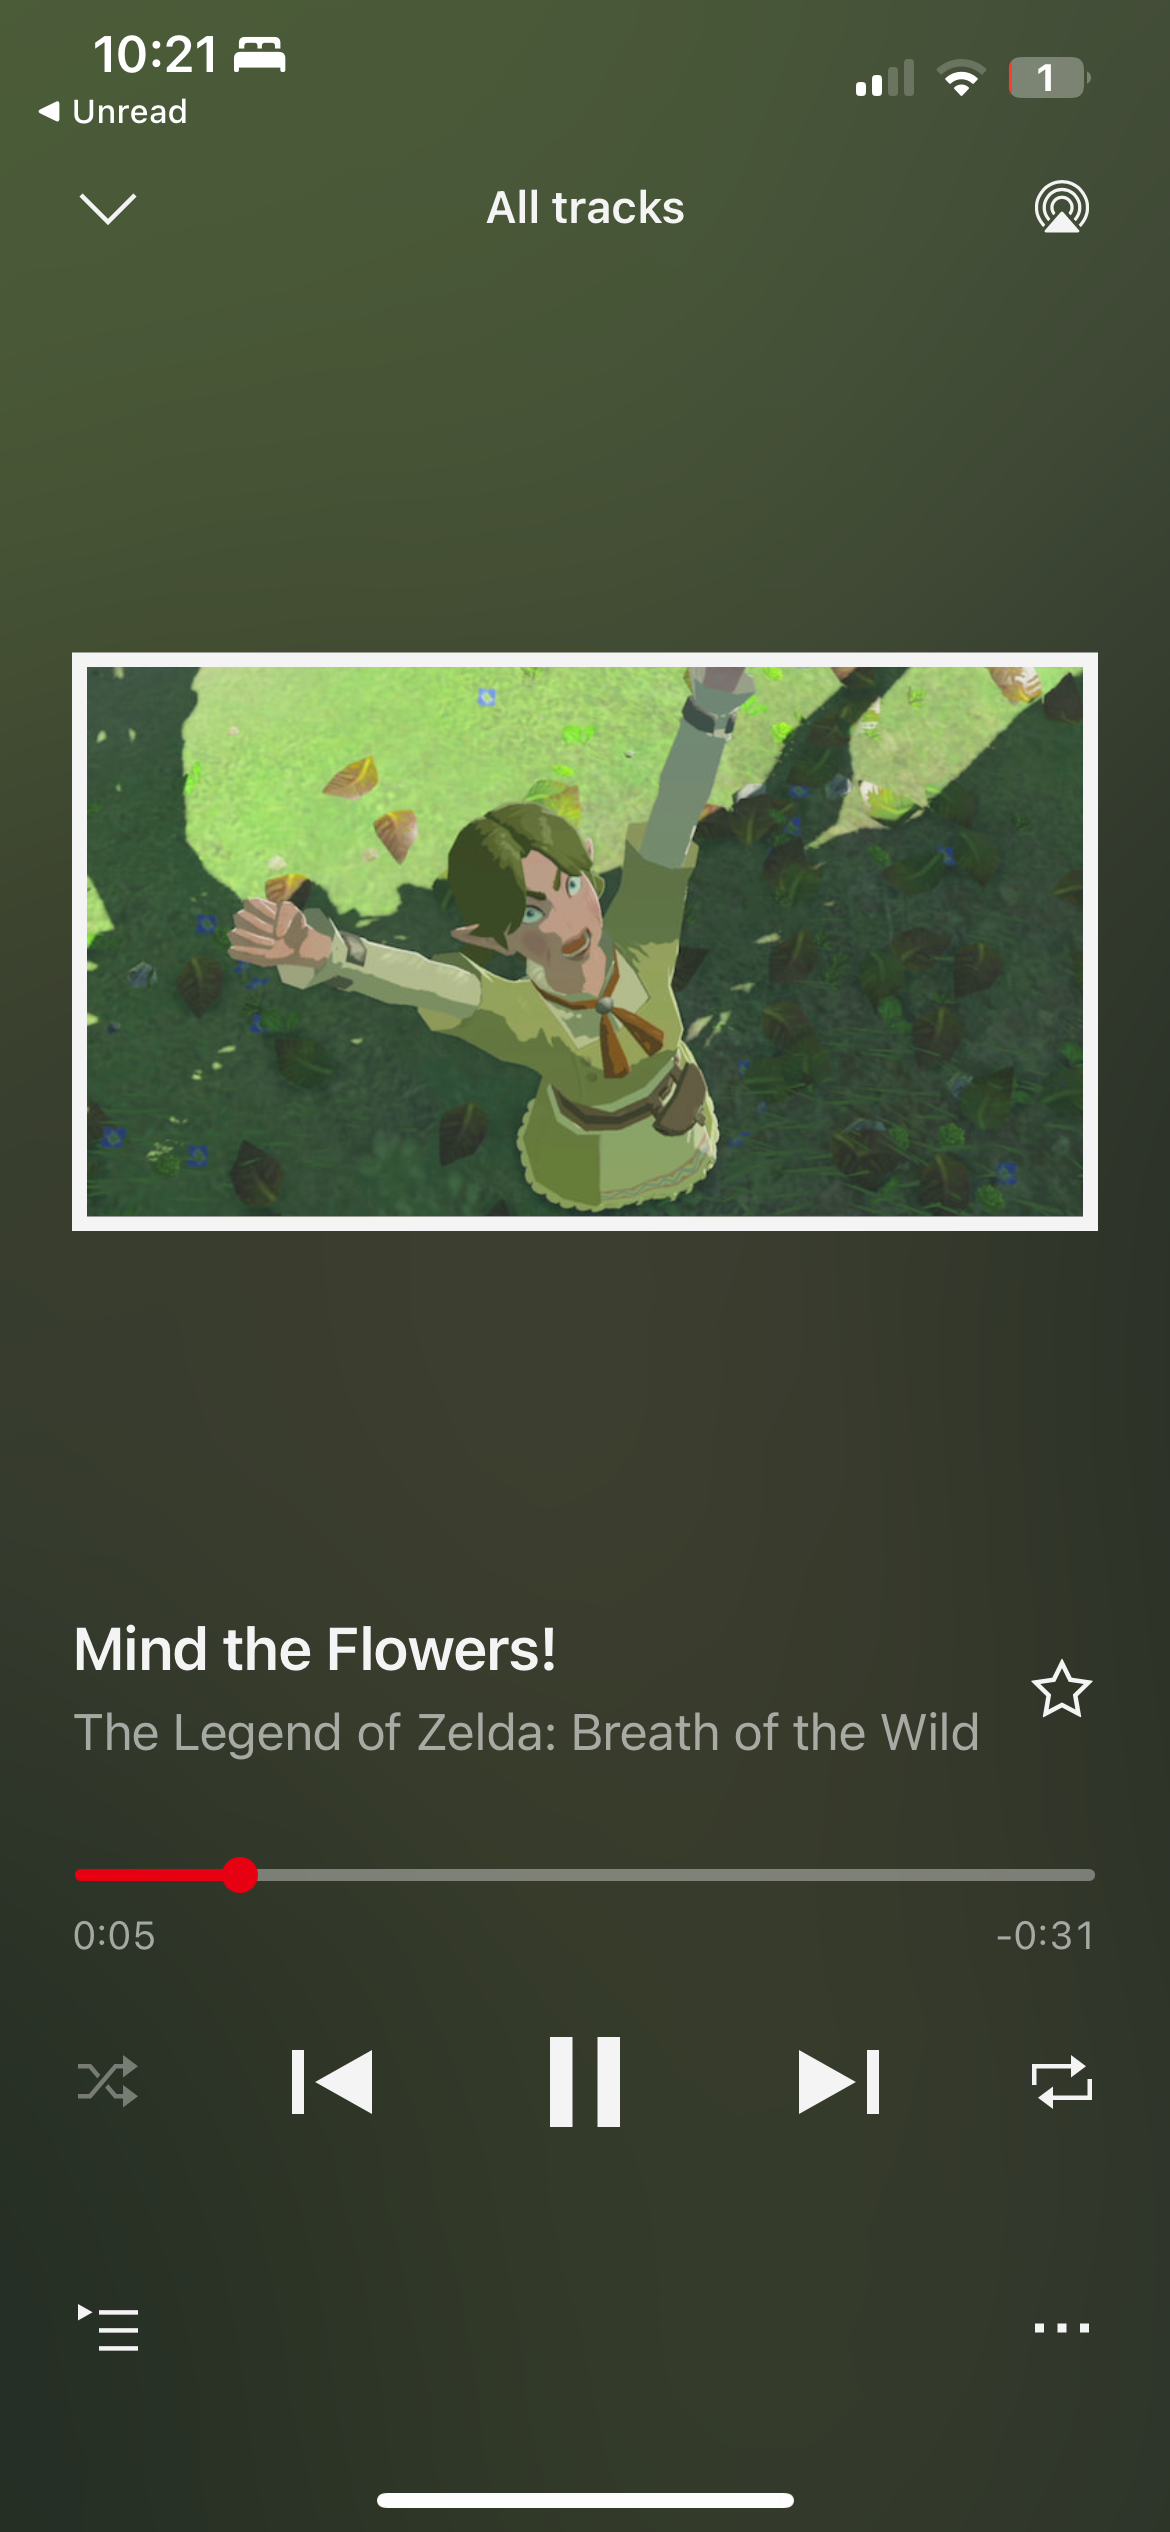 10:21
1
Unread
All tracks
Mind the Flowers!
The Legend of Zelda: Breath of the Wild
0:05
-0:31